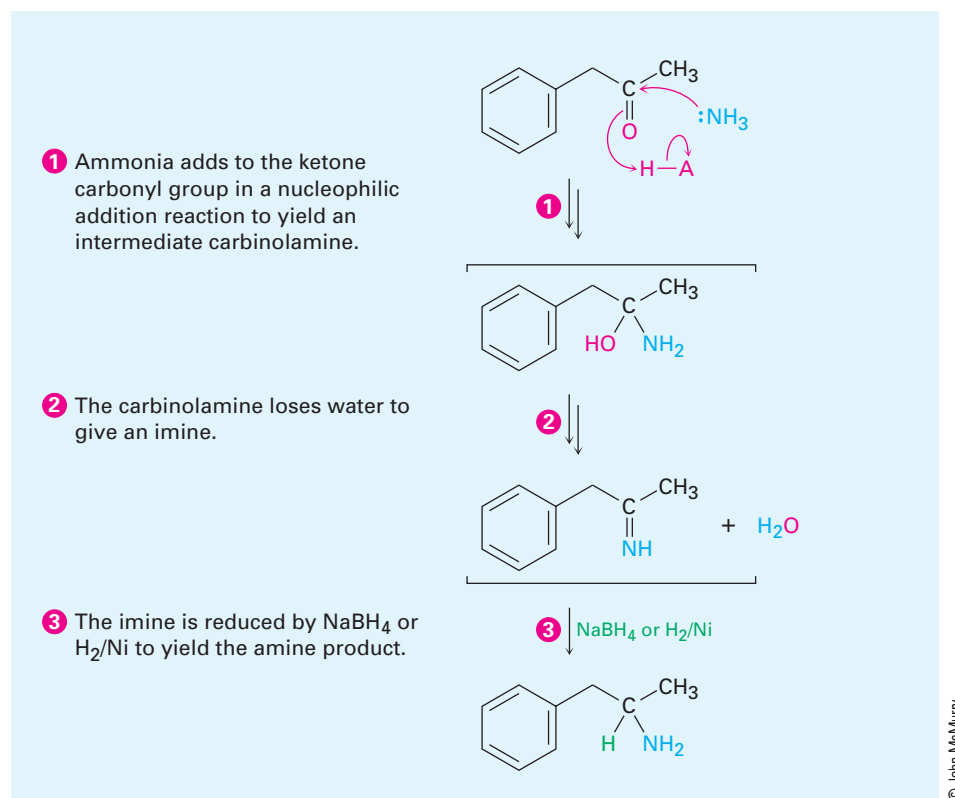 CH3
C
:NH3
O
H—A
1 Ammonia adds to the ketone
carbonyl group in a nucleophilic
addition reaction to yield an
intermediate carbinolamine.
1
CH3
C
HO NH2
2 The carbinolamine loses water to
give an imine.
2
CH3
C
NH
+ H2O
3 The imine is reduced by NaBH4 or
H2/Ni to yield the amine product.
3 NaBH4 or H2/Ni
CH3
C
H NH2
© John McMurry